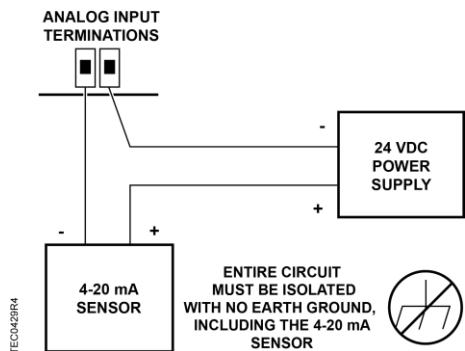 ANALOG INPUT
TERMINATIONS
-
24 VDC
POWER
SUPPLY
+
-
+
4-20 mA
SENSOR
ENTIRE CIRCUIT
MUST BE ISOLATED
WITH NO EARTH GROUND,
INCLUDING THE 4-20 mA
SENSOR
TEC0429R4